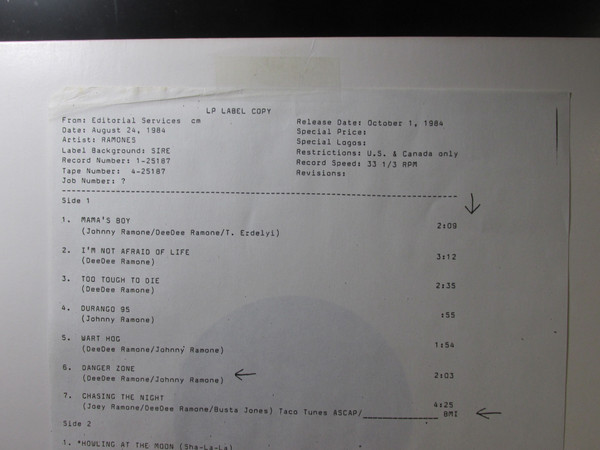 LP LABEL COPY
From: Editorial Services cm
Release Date: October 1, 1984
Date: August 24, 1984
Special Price:
Artist: RAMONES
Special Logos:
Label Background: SIRE
Restrictions: U.S. & Canada only
Record Number: 1-25187
Record Speed: 33 1/3 RPM
Tape Number: 4-25187
Revisions:
Job Number: ?
Side 1
1. MAMA'S BOY 2:09
(Johnny Ramone/DeeDee Ramone/T. Erdelyi)
2. I'M NOT AFRAID OF LIFE 3:12
(DeeDee Ramone)
3. TOO TOUGH TO DIE 2:35
(DeeDee Ramone)
4. DURANGO 95 :55
(Johnny Ramone)
5. WART HOG 1:54
(DeeDee Ramone/Johnny Ramone)
6. DANGER ZONE 2:03
(DeeDee Ramone/Johnny Ramone)
7. CHASING THE NIGHT 4:25
(Joey Ramone/DeeDee Ramone/Busta Jones) Taco Tunes ASCAP/_______________ BMI
Side 2
1. *HOWLING AT THE MOON (Sha-La-La)